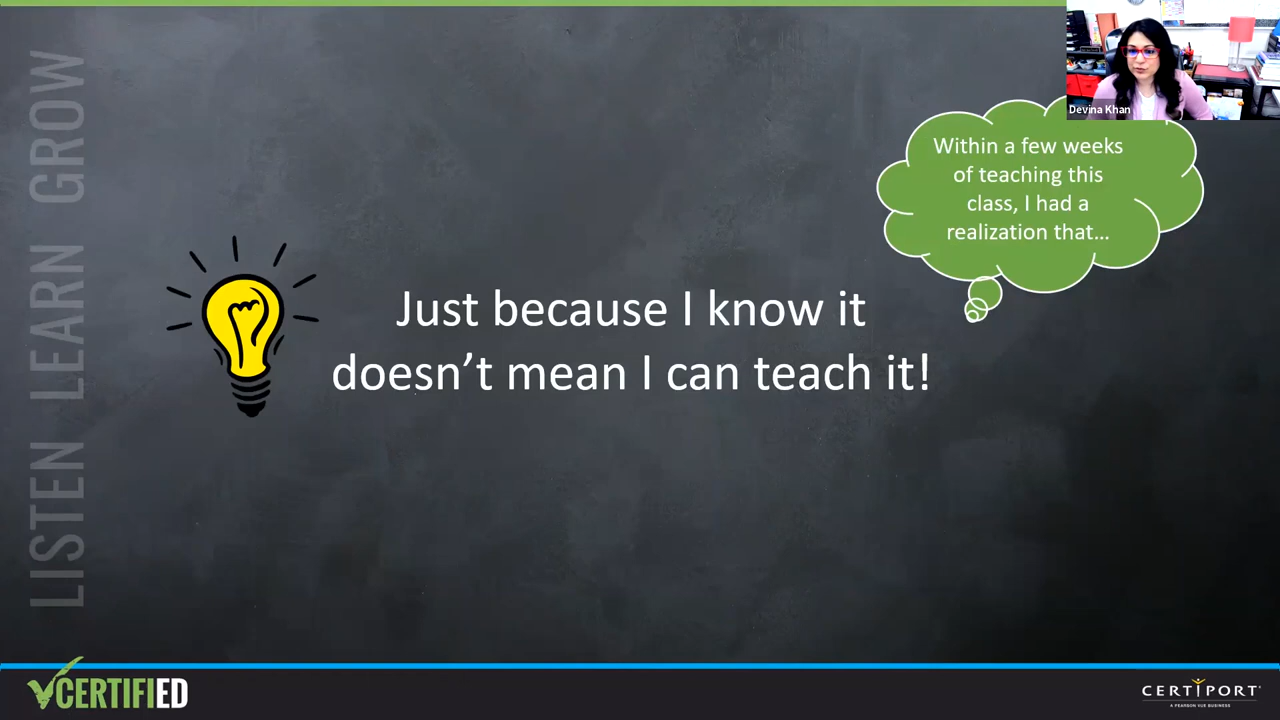 LISTEN LEARN GROW
Devina Khan
Within a few weeks
of teaching this
class, I had a
realization that...
Just because I know it
doesn’t mean I can teach it!
CERTIFIED
CERTIPORT
A PEARSON VUE BUSINESS